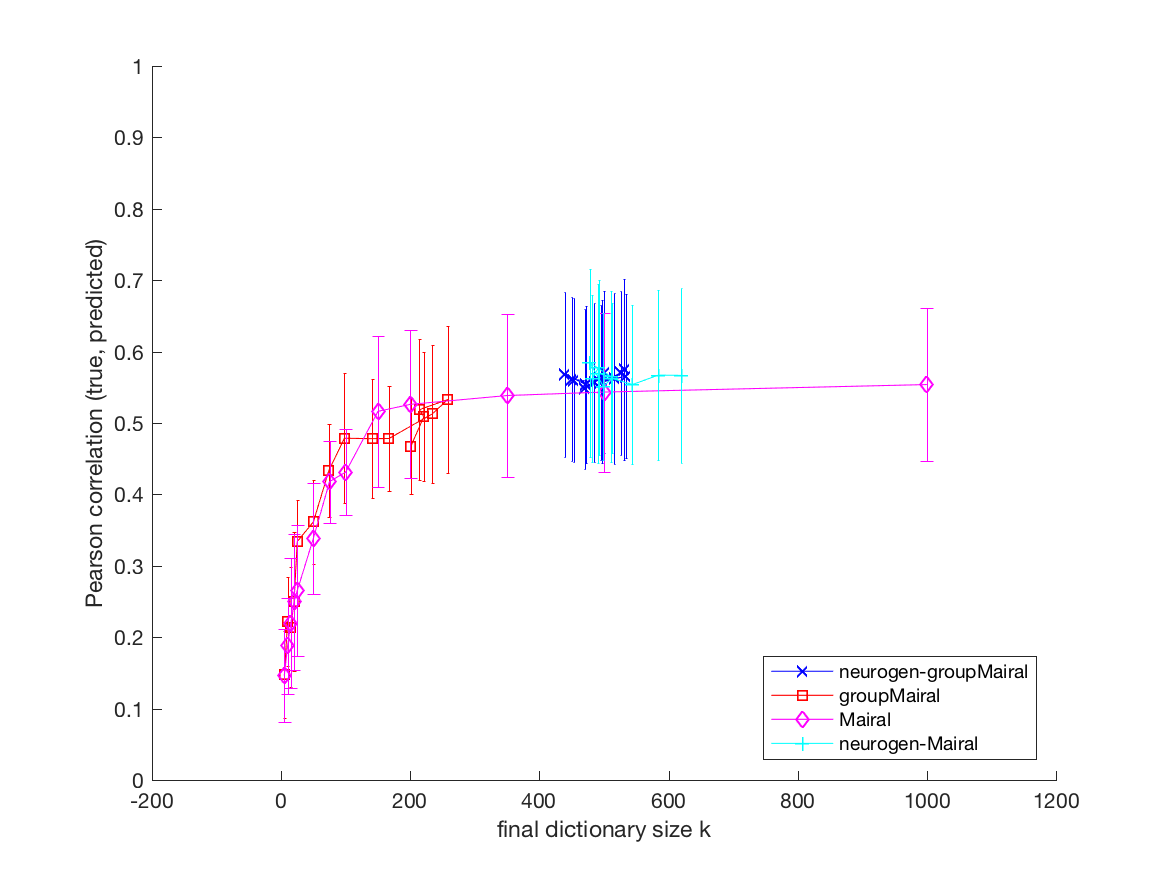 1
0.9
0.8
0.7
0.6
0.5
0.4
0.3
0.2
0.1
0
Pearson correlation (true, predicted)
-200 0 200 400 600 800 1000 1200
final dictionary size k
neurogen-groupMairal
groupMairal
Mairal
neurogen-Mairal